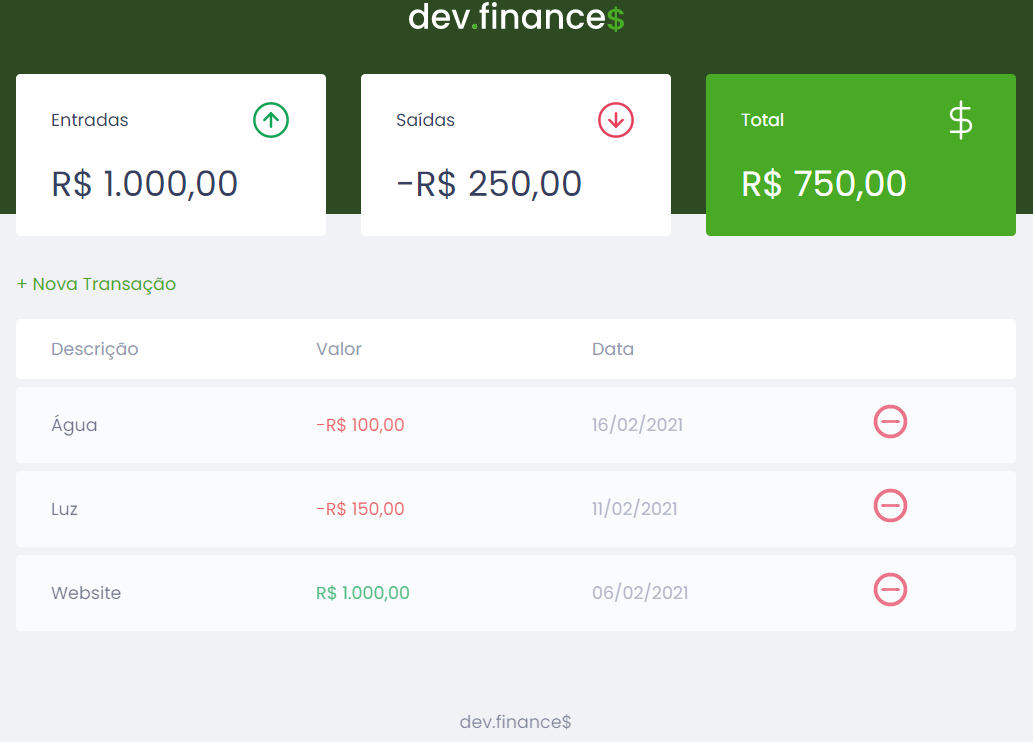 dev.finance$
Entradas
R$ 1.000,00
Saídas
-R$ 250,00
Total
$
R$ 750,00
+ Nova Transação
Descrição Valor Data
Água -R$ 100,00 16/02/2021
Luz -R$ 150,00 11/02/2021
Website R$ 1.000,00 06/02/2021
dev.finance$